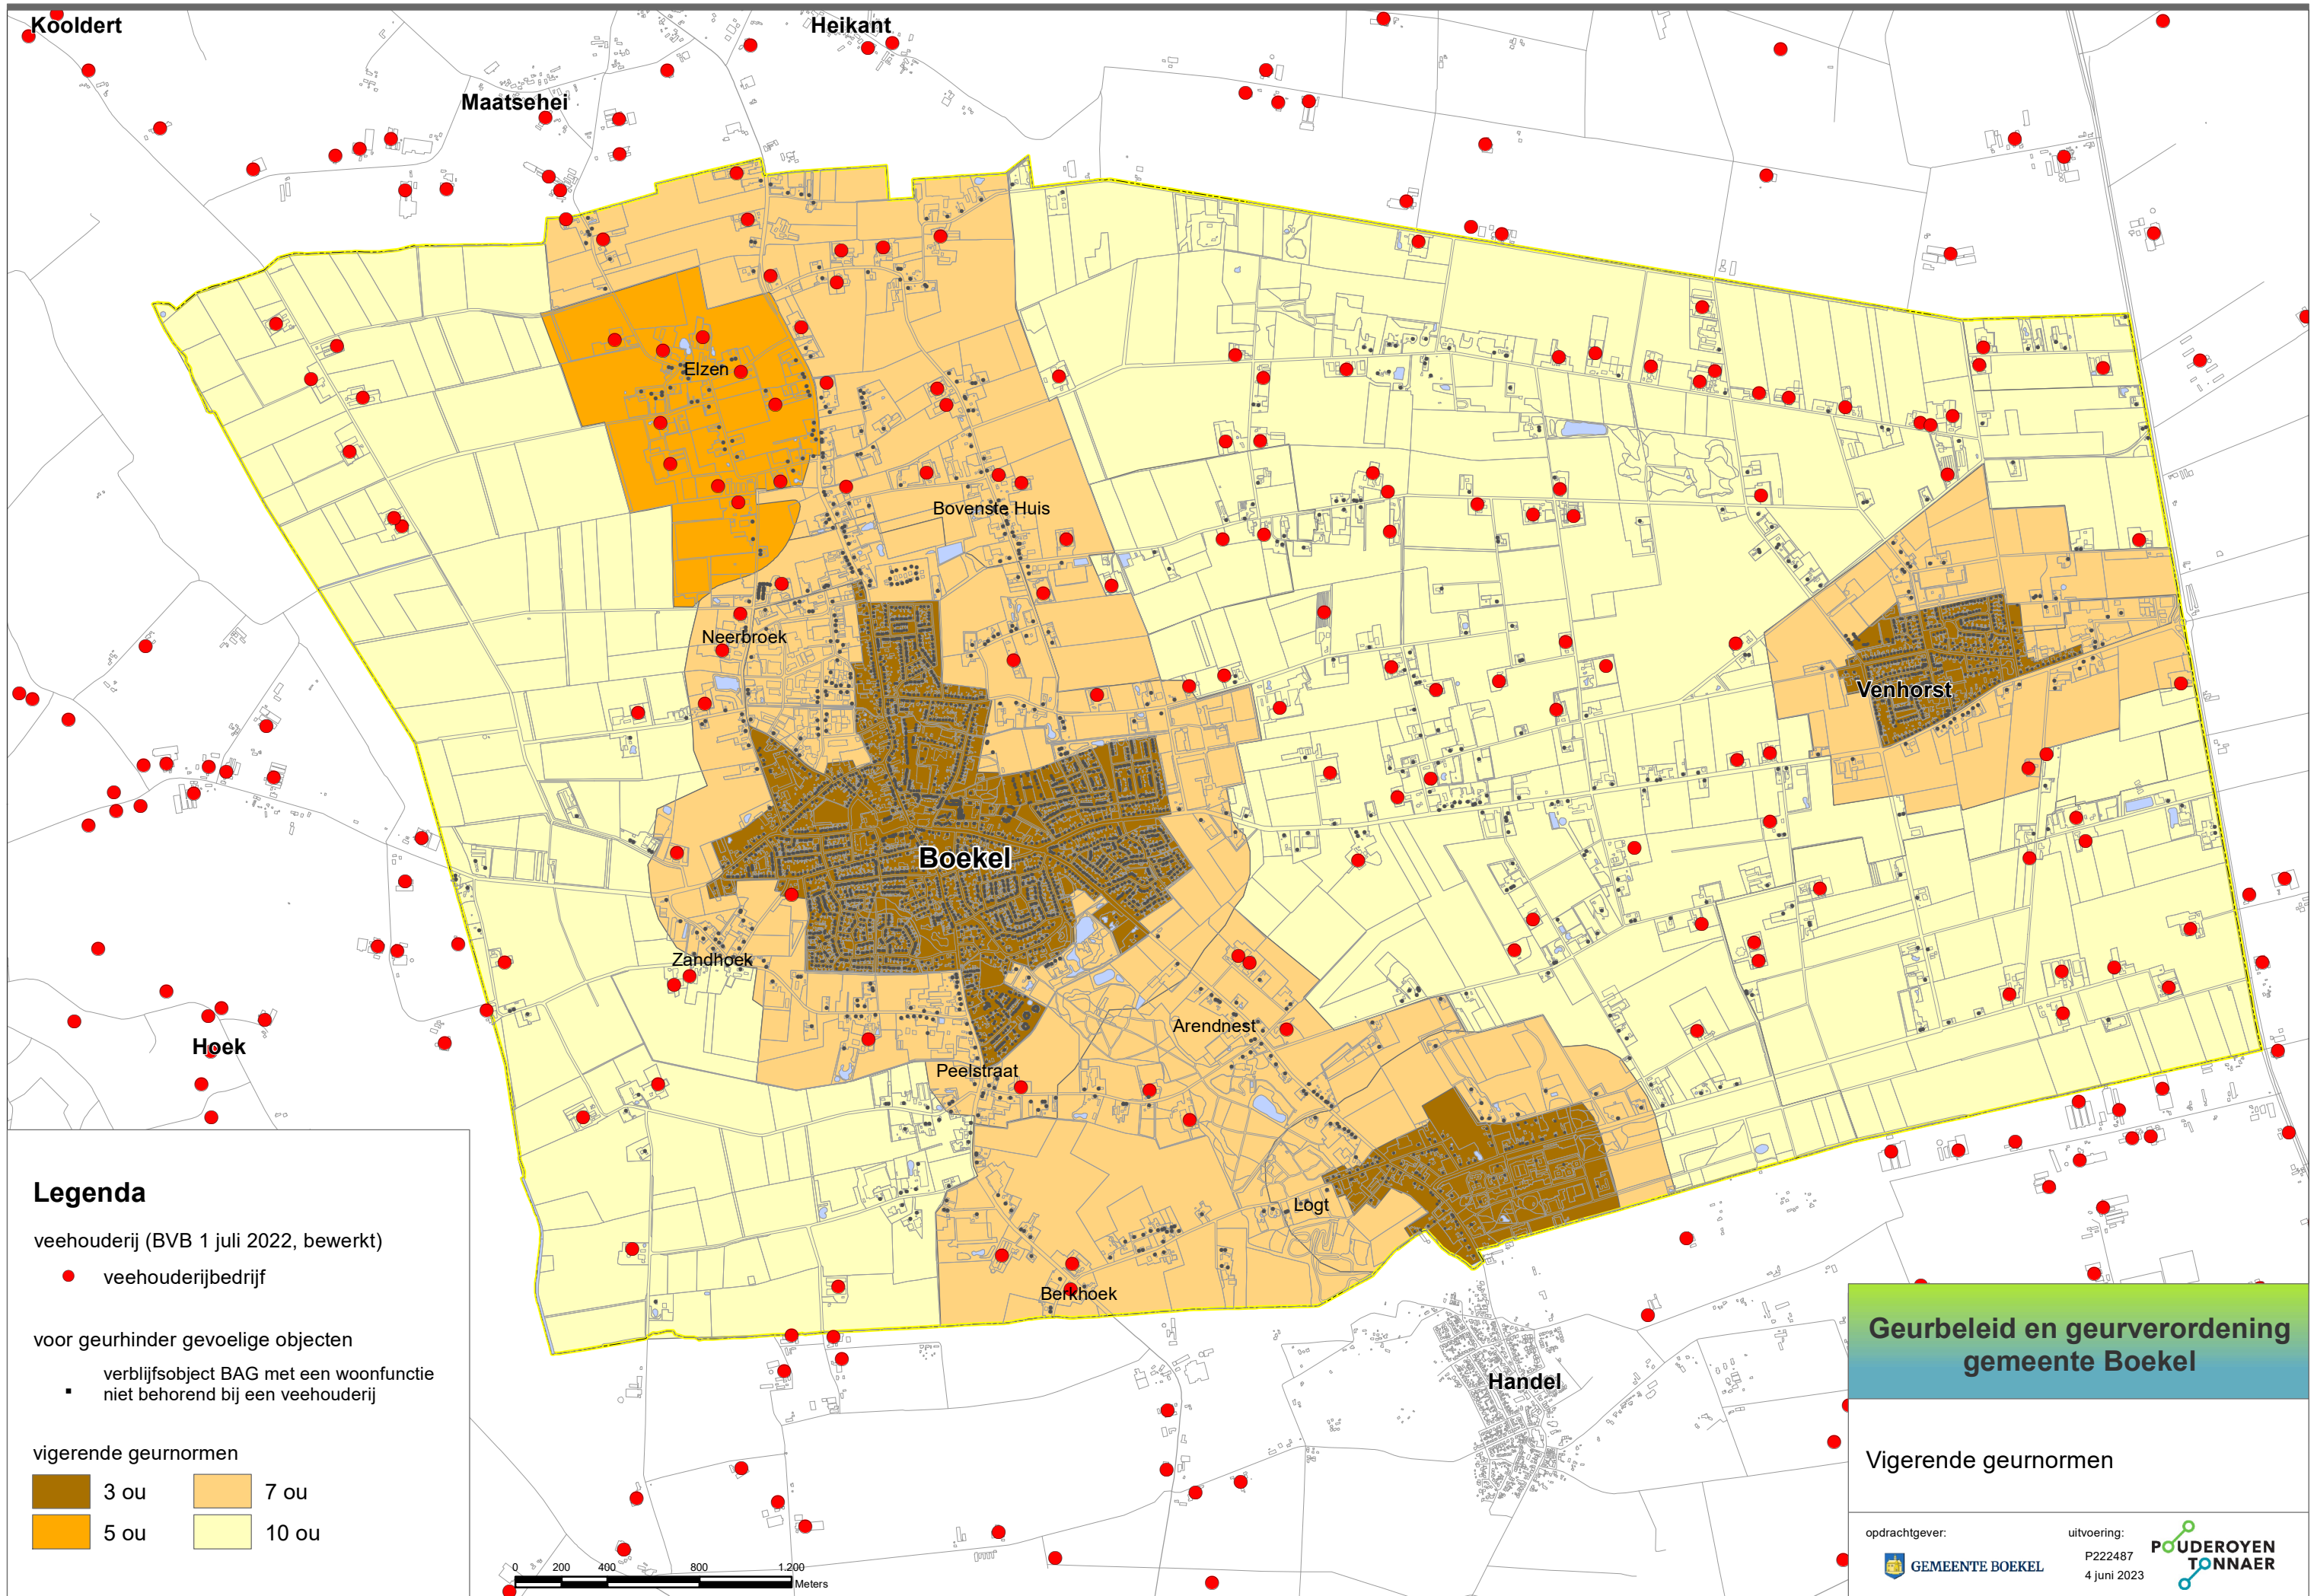 Kooldert
Heikant
Maatsehei
Elzen
Bovenste Huis
Neerbroek
Venhorst
Boekel
Zandhoek
Arendnest
Hoek
Peelstraat
Logt
Berkhoek
Handel
Legenda
veehouderij (BVB 1 juli 2022, bewerkt)
veehouderijbedrijf
voor geurhinder gevoelige objecten
verblijfsobject BAG met een woonfunctie
niet behorend bij een veehouderij
vigerende geurnormen
3 ou
7 ou
5 ou
10 ou
0 200 400 800 1.200
Meters
Geurbeleid en geurverordening
gemeente Boekel
Vigerende geurnormen
opdrachtgever:
GEMEENTE BOEKEL
uitvoering:
P222487
4 juni 2023
POUDEROYEN
TONNAER